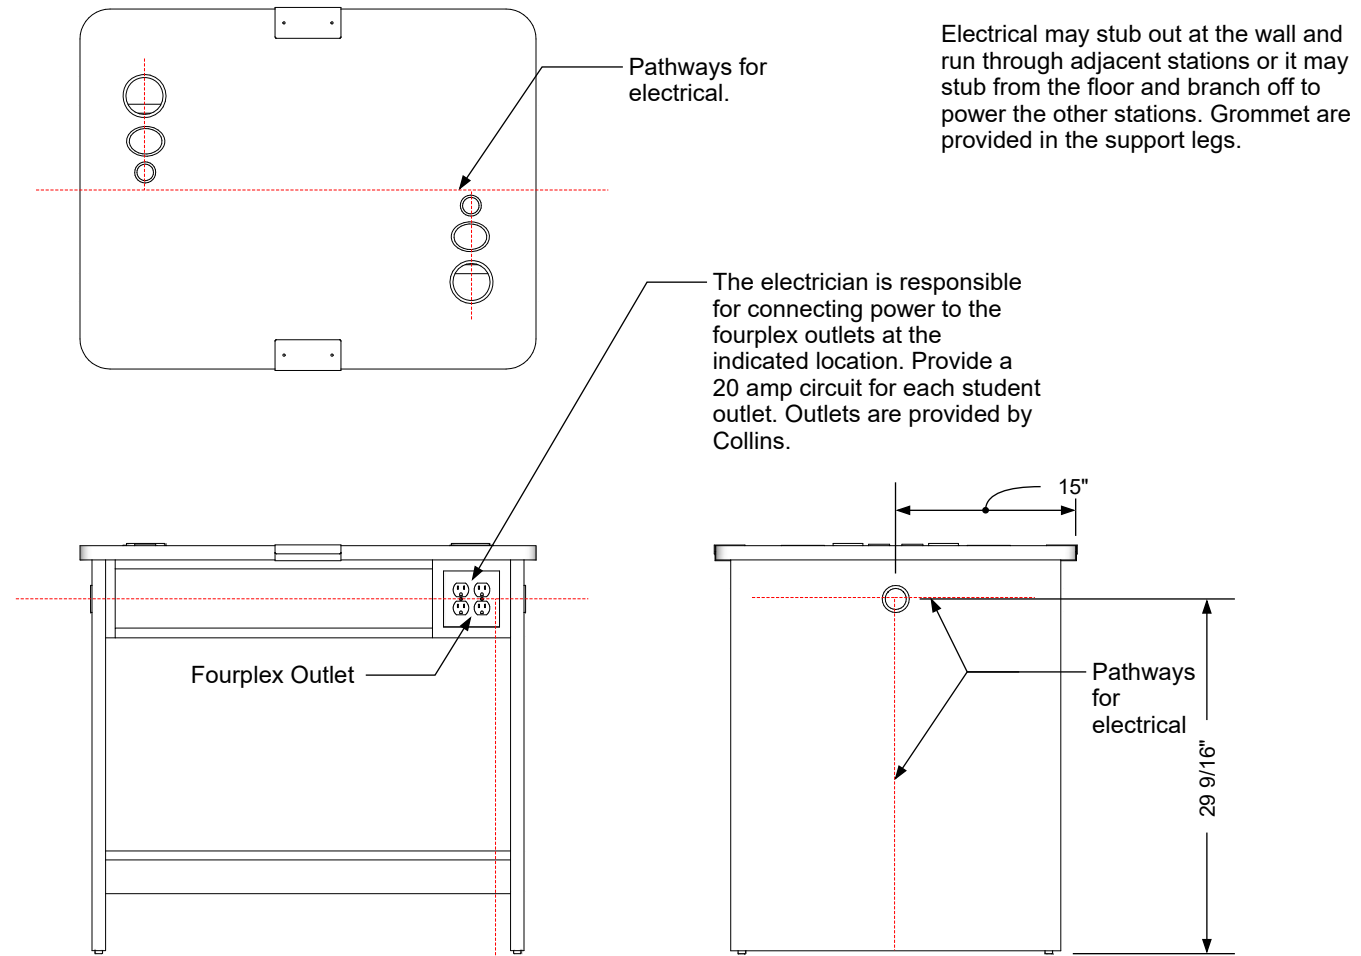 Electrical may stub out at the wall and
run through adjacent stations or it may
stub from the floor and branch off to
power the other stations. Grommet are
provided in the support legs.
Pathways for
electrical.
The electrician is responsible
for connecting power to the
fourplex outlets at the
indicated location. Provide a
20 amp circuit for each student
outlet. Outlets are provided by
Collins.
15"
Fourplex Outlet
Pathways
for
electrical
29 9/16"